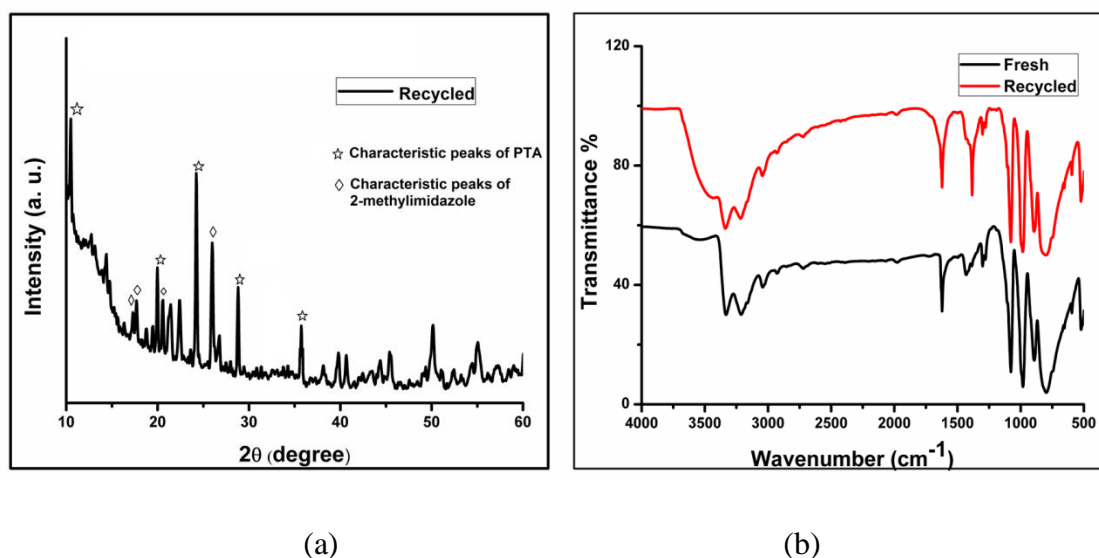 Intensity (a. u.)
Recycled
☆ Characteristic peaks of PTA
◇ Characteristic peaks of
2-methylimidazole
10 20 30 40 50 60
2θ (degree)
(a)
Transmittance %
120
80
40
0
Fresh
Recycled
4000 3500 3000 2500 2000 1500 1000 500
Wavenumber (cm-1)
(b)